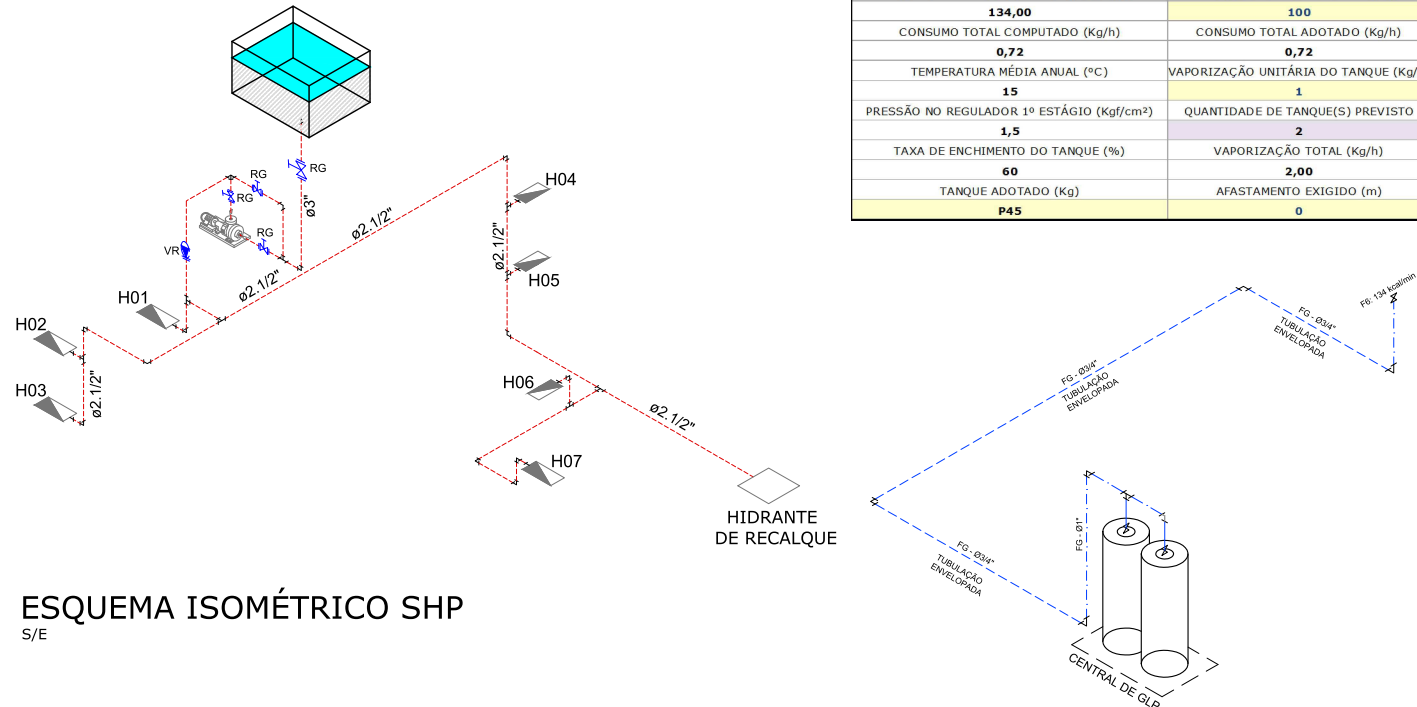 134,00 100
CONSUMO TOTAL COMPUTADO (Kg/h) CONSUMO TOTAL ADOTADO (Kg/h)
0,72 0,72
TEMPERATURA MÉDIA ANUAL (ºC) VAPORIZAÇÃO UNITÁRIA DO TANQUE (Kg/
15 1
PRESSÃO NO REGULADOR 1º ESTÁGIO (Kgf/cm²) QUANTIDADE DE TANQUE(S) PREVISTO
1,5 2
TAXA DE ENCHIMENTO DO TANQUE (%) VAPORIZAÇÃO TOTAL (Kg/h)
60 2,00
TANQUE ADOTADO (Kg) AFASTAMENTO EXIGIDO (m)
P45 0
RG
RG
RG
RG
VR
ø3"
ø2.1/2"
ø2.1/2"
ø2.1/2"
H04
H05
H01
H02
H03
ø2.1/2"
H06
H07
ø2.1/2"
HIDRANTE
DE RECALQUE
ESQUEMA ISOMÉTRICO SHP
S/E
F6: 134 kcal/min
FG - Ø3/4"
TUBULAÇÃO
ENVELOPADA
FG - Ø3/4"
TUBULAÇÃO
ENVELOPADA
FG - Ø3/4"
TUBULAÇÃO
ENVELOPADA
FG - Ø1"
CENTRAL DE GLP